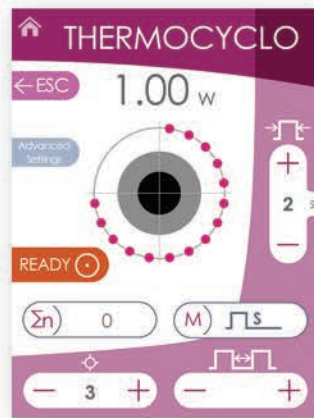 THERMOCYCLO
← ESC
1.00 W
Advanced
Settings
+
2
s
−
READY
Σn) 0
M) S
− 3 +
− +